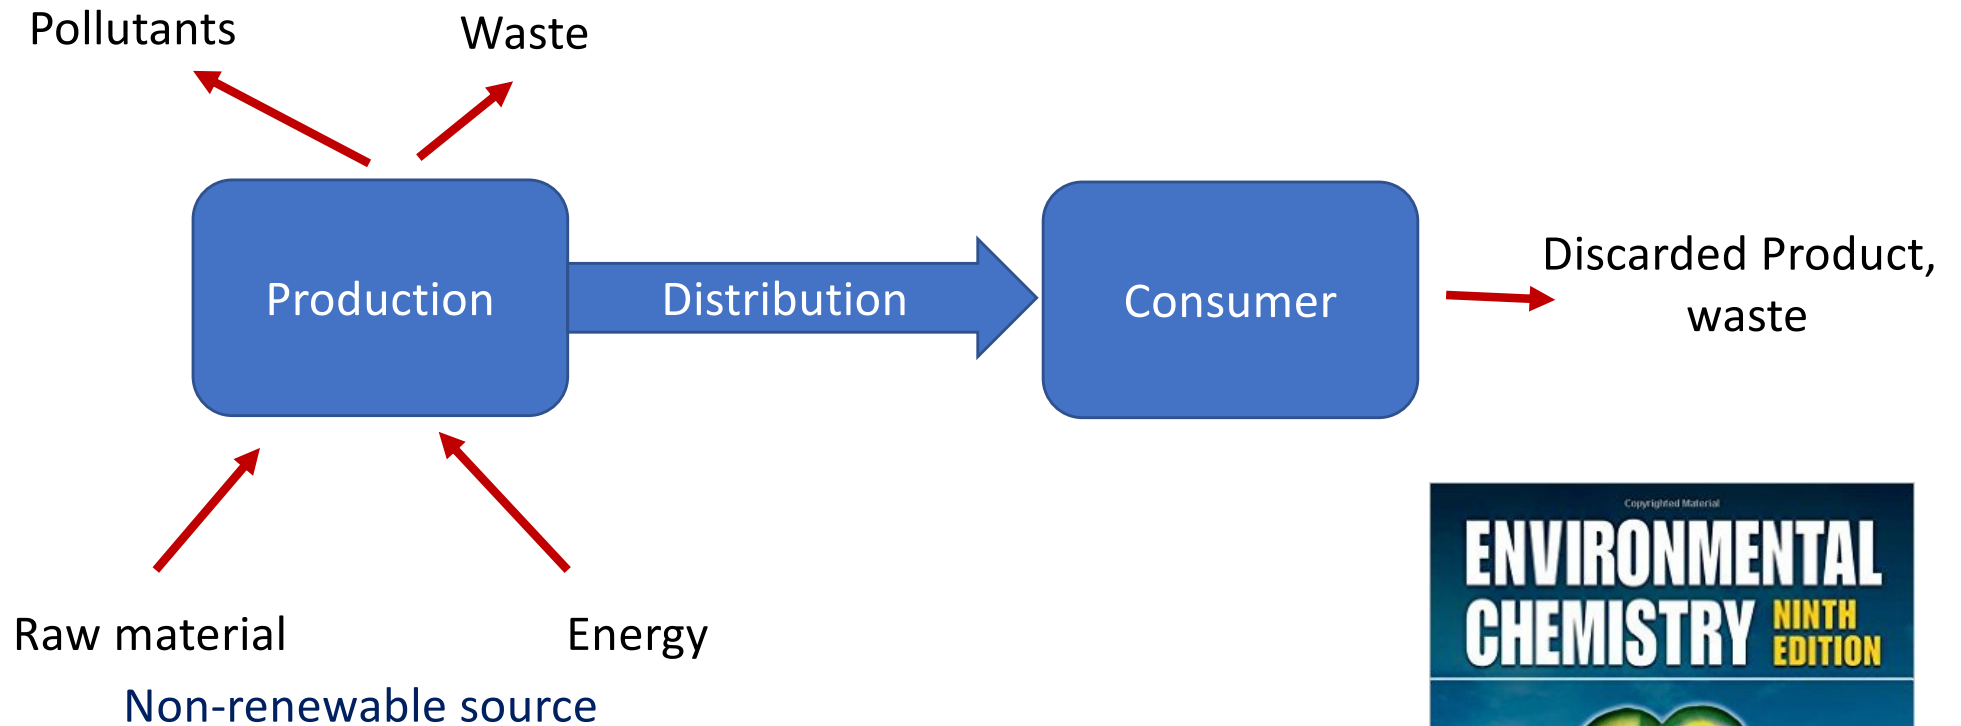 Pollutants
Waste
Production
Distribution
Consumer
Discarded Product,
waste
Raw material
Energy
Non-renewable source
Copyrighted Material
ENVIRONMENTAL
CHEMISTRY NINTH
EDITION